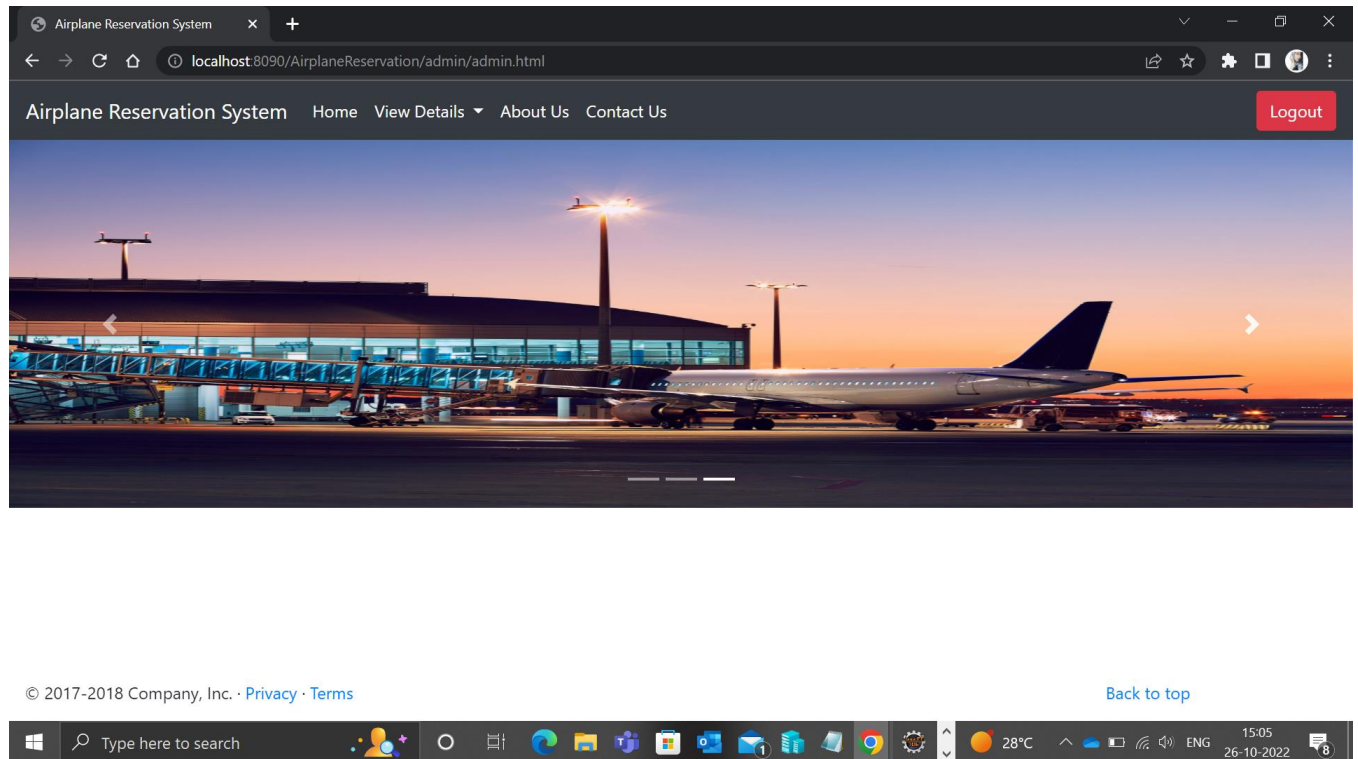 Airplane Reservation System
localhost:8090/AirplaneReservation/admin/admin.html
Airplane Reservation System Home View Details About Us Contact Us Logout
© 2017-2018 Company, Inc. · Privacy · Terms Back to top
Type here to search 1 28°C ENG 15:05
26-10-2022 8